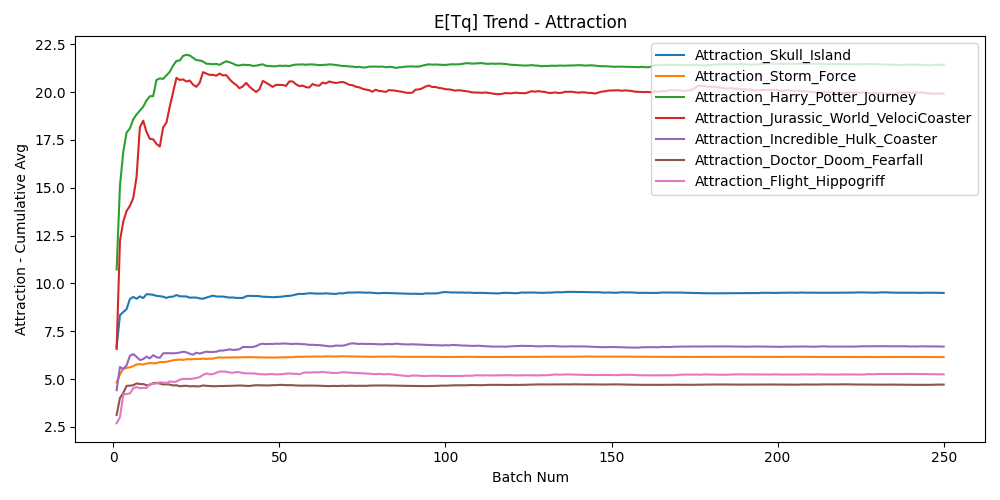 E[Tq] Trend - Attraction
Attraction - Cumulative Avg
22.5
20.0
17.5
15.0
12.5
10.0
7.5
5.0
2.5
Attraction_Skull_Island
Attraction_Storm_Force
Attraction_Harry_Potter_Journey
Attraction_Jurassic_World_VelociCoaster
Attraction_Incredible_Hulk_Coaster
Attraction_Doctor_Doom_Fearfall
Attraction_Flight_Hippogriff
0 50 100 150 200 250
Batch Num